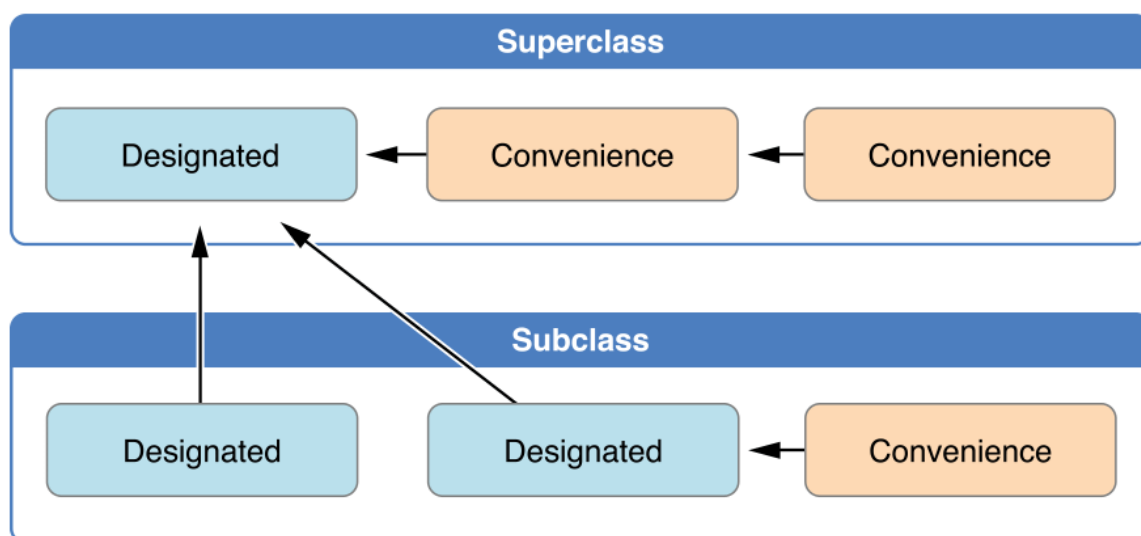 Superclass
Designated
Convenience
Convenience
Subclass
Designated
Designated
Convenience